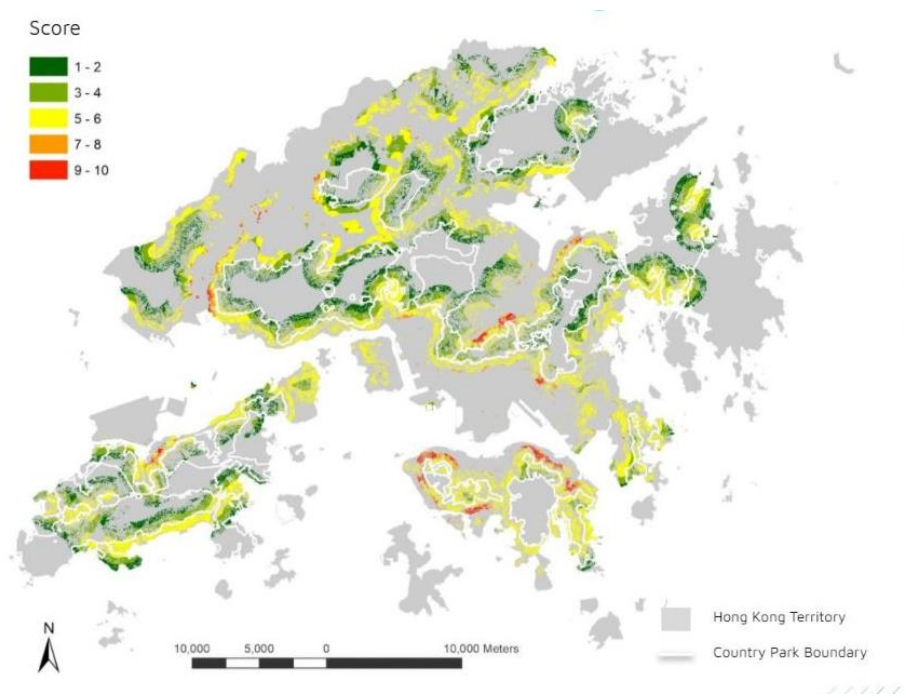 Score
1 - 2
3 - 4
5 - 6
7 - 8
9 - 10
N
10,000 5,000 0 10,000 Meters
Hong Kong Territory
Country Park Boundary